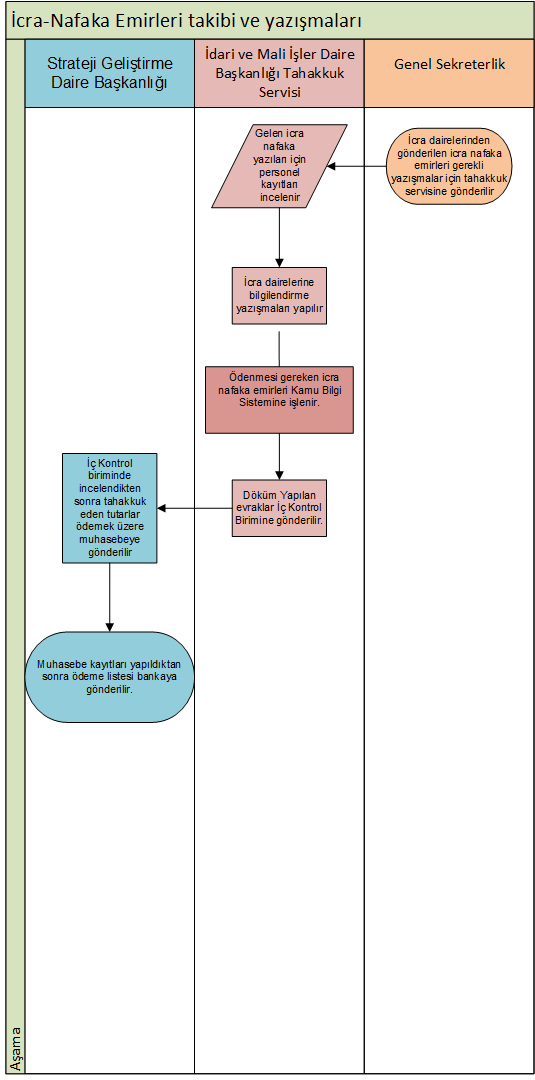 İcra-Nafaka Emirleri takibi ve yazışmaları
Strateji Geliştirme
Daire Başkanlığı
İdari ve Mali İşler Daire
Başkanlığı Tahakkuk
Servisi
Genel Sekreterlik
İcra dairelerinden
gönderilen icra nafaka
emirleri gerekli
yazışmalar için tahakkuk
servisine gönderilir
Gelen icra
nafaka
yazıları için
personel
kayıtları
incelenir
İcra dairelerine
bilgilendirme
yazışmaları yapılır
Ödenmesi gereken icra
nafaka emirleri Kamu Bilgi
Sistemine işlenir.
Döküm Yapılan
evraklar İç Kontrol
Birimine gönderilir.
İç Kontrol
biriminde
incelendikten
sonra tahakkuk
eden tutarlar
ödemek üzere
muhasebeye
gönderilir
Muhasebe kayıtları yapıldıktan
sonra ödeme listesi bankaya
gönderilir.
Aşama